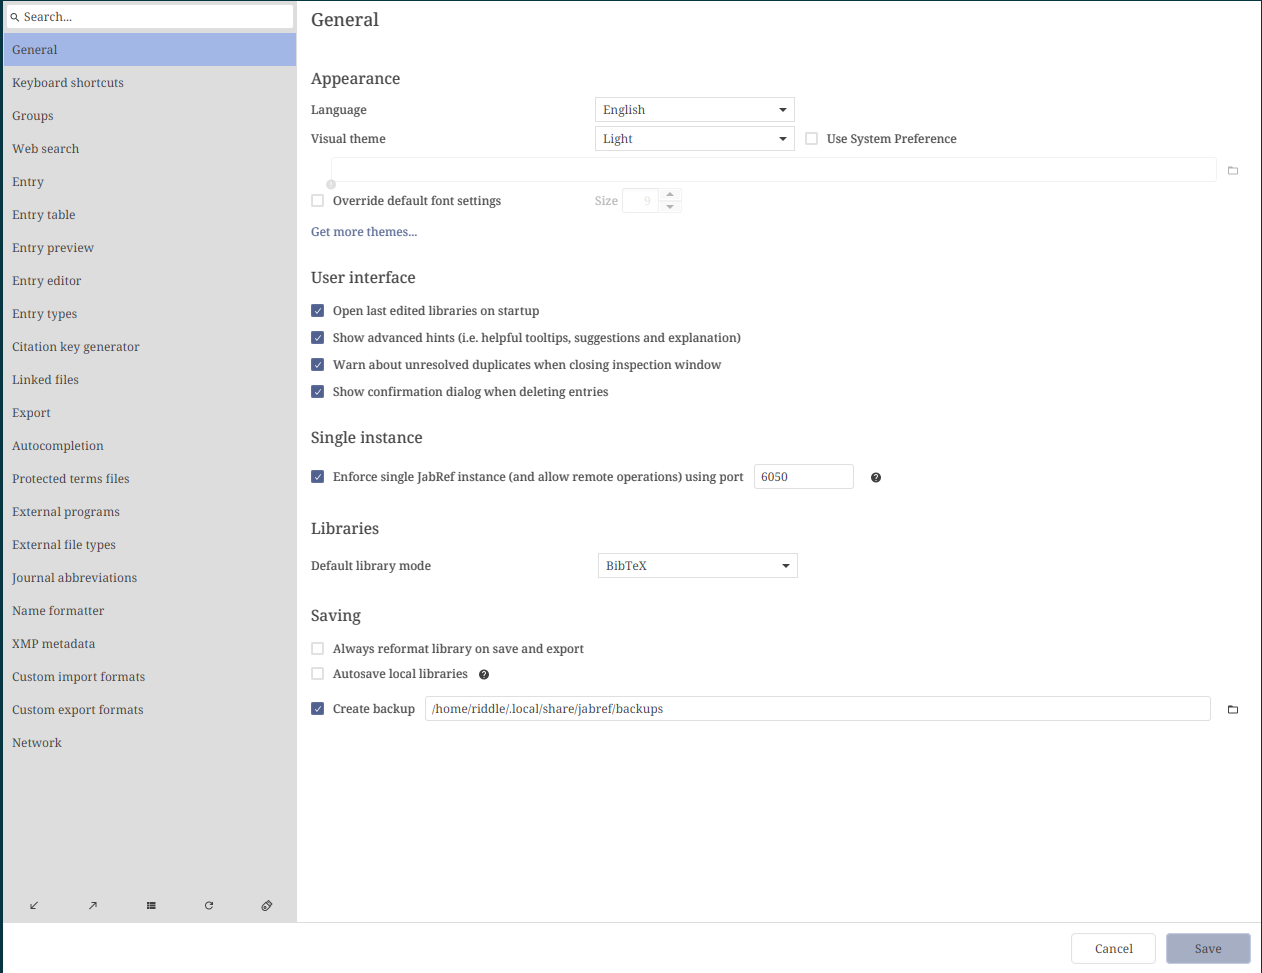 Search...
General
Keyboard shortcuts
Groups
Web search
Entry
Entry table
Entry preview
Entry editor
Entry types
Citation key generator
Linked files
Export
Autocompletion
Protected terms files
External programs
External file types
Journal abbreviations
Name formatter
XMP metadata
Custom import formats
Custom export formats
Network
General
Appearance
Language English
Visual theme Light Use System Preference
Override default font settings Size 9
Get more themes...
User interface
Open last edited libraries on startup
Show advanced hints (i.e. helpful tooltips, suggestions and explanation)
Warn about unresolved duplicates when closing inspection window
Show confirmation dialog when deleting entries
Single instance
Enforce single JabRef instance (and allow remote operations) using port 6050
Libraries
Default library mode BibTeX
Saving
Always reformat library on save and export
Autosave local libraries
Create backup /home/riddle/.local/share/jabref/backups
Cancel Save